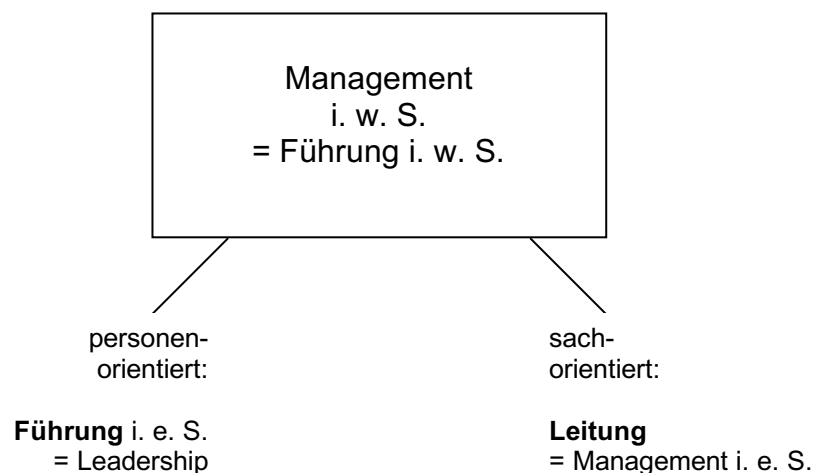 Management
i. w. S.
= Führung i. w. S.
personen-
orientiert:
Führung i. e. S.
= Leadership
sach-
orientiert:
Leitung
= Management i. e. S.